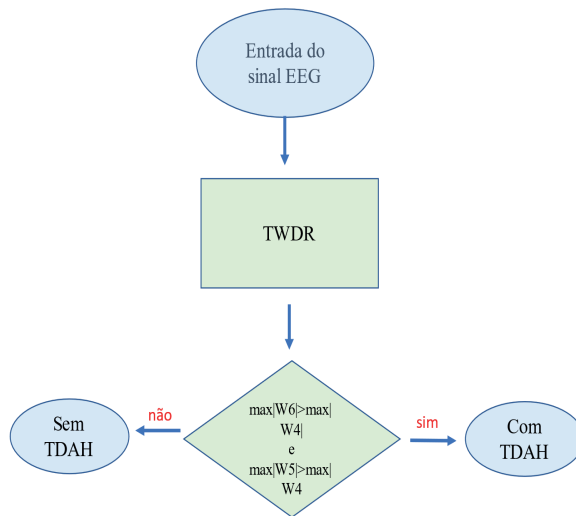 Entrada do
sinal EEG
TWDR
max|W6|>max|
W4|
e
max|W5|>max|
W4
não
sim
Sem
TDAH
Com
TDAH